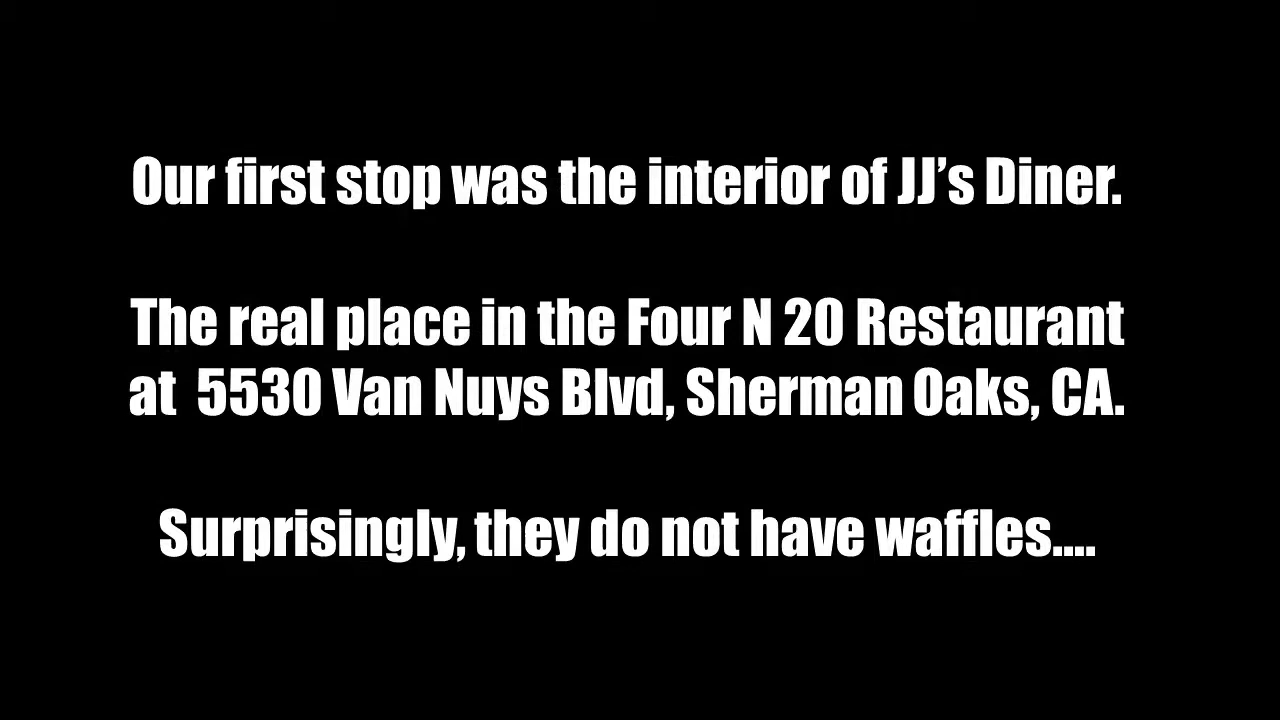 Our first stop was the interior of JJ’s Diner.
The real place in the Four N 20 Restaurant
at 5530 Van Nuys Blvd, Sherman Oaks, CA.
Surprisingly, they do not have waffles....